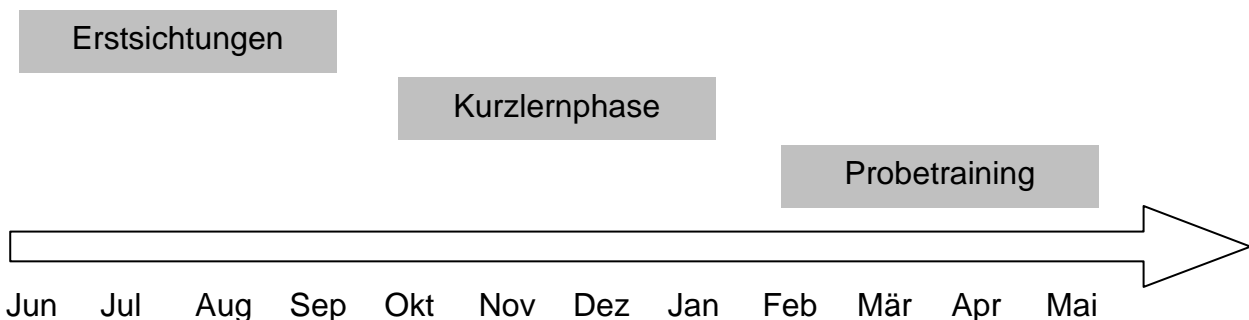 Erstsichtungen
Kurzlernphase
Probetraining
Jun Jul Aug Sep Okt Nov Dez Jan Feb Mär Apr Mai